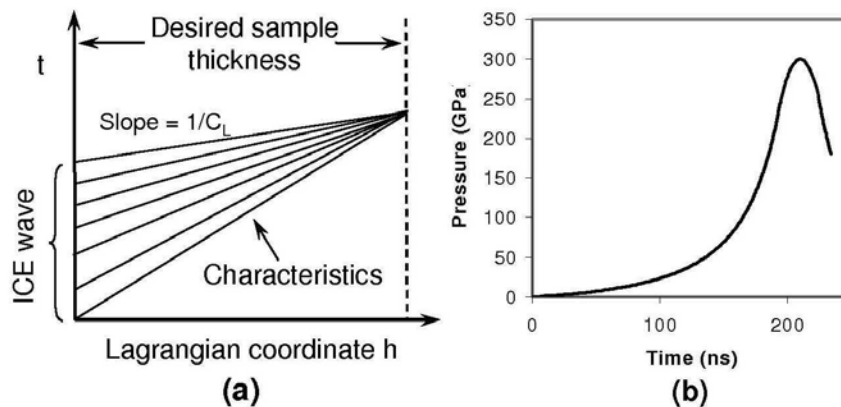 Desired sample
thickness
t
Slope = 1/C_L
ICE wave
Characteristics
Lagrangian coordinate h
(a)
350
300
250
200
150
100
50
0
Pressure (GPa)
0
100
200
Time (ns)
(b)